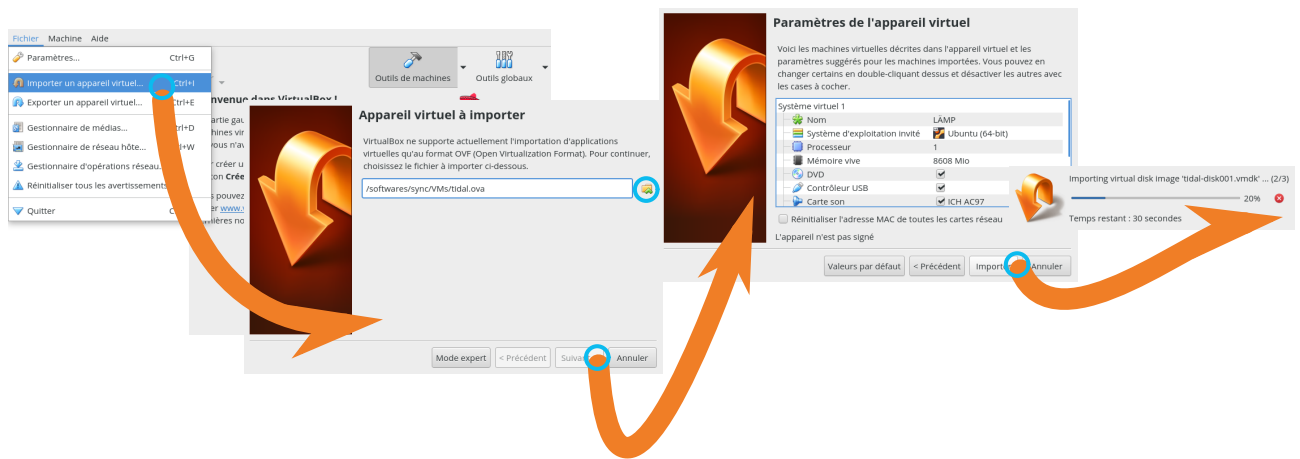 Fichier Machine Aide
Paramètres... Ctrl+G
Importer un appareil virtuel... Ctrl+I
Exporter un appareil virtuel... Ctrl+E
Gestionnaire de médias... Ctrl+D
Gestionnaire de réseau hôte... Ctrl+W
Gestionnaire d'opérations réseau...
Réinitialiser tous les avertissements
Quitter
Outils de machines
Outils globaux
dans VirtualBox !
Appareil virtuel à importer
VirtualBox ne supporte actuellement l'importation d'applications
virtuelles qu'au format OVF (Open Virtualization Format). Pour continuer,
choisissez le fichier à importer ci-dessous.
/softwares/sync/VMs/tidal.ova
Mode expert
< Précédent
Suivant
Annuler
Paramètres de l'appareil virtuel
Voici les machines virtuelles décrites dans l'appareil virtuel et les
paramètres suggérés pour les machines importées. Vous pouvez en
changer certains en double-cliquant dessus et désactiver les autres avec
les cases à cocher.
Système virtuel 1
Nom LÀMP
Système d'exploitation invité Ubuntu (64-bit)
Processeur 1
Mémoire vive 8608 Mio
DVD
Contrôleur USB
Carte son ICH AC97
Réinitialiser l'adresse MAC de toutes les cartes réseau
L'appareil n'est pas signé
Valeurs par défaut
< Précédent
Importer
Annuler
Importing virtual disk image 'tidal-disk001.vmdk' ... (2/3)
20%
Temps restant : 30 secondes